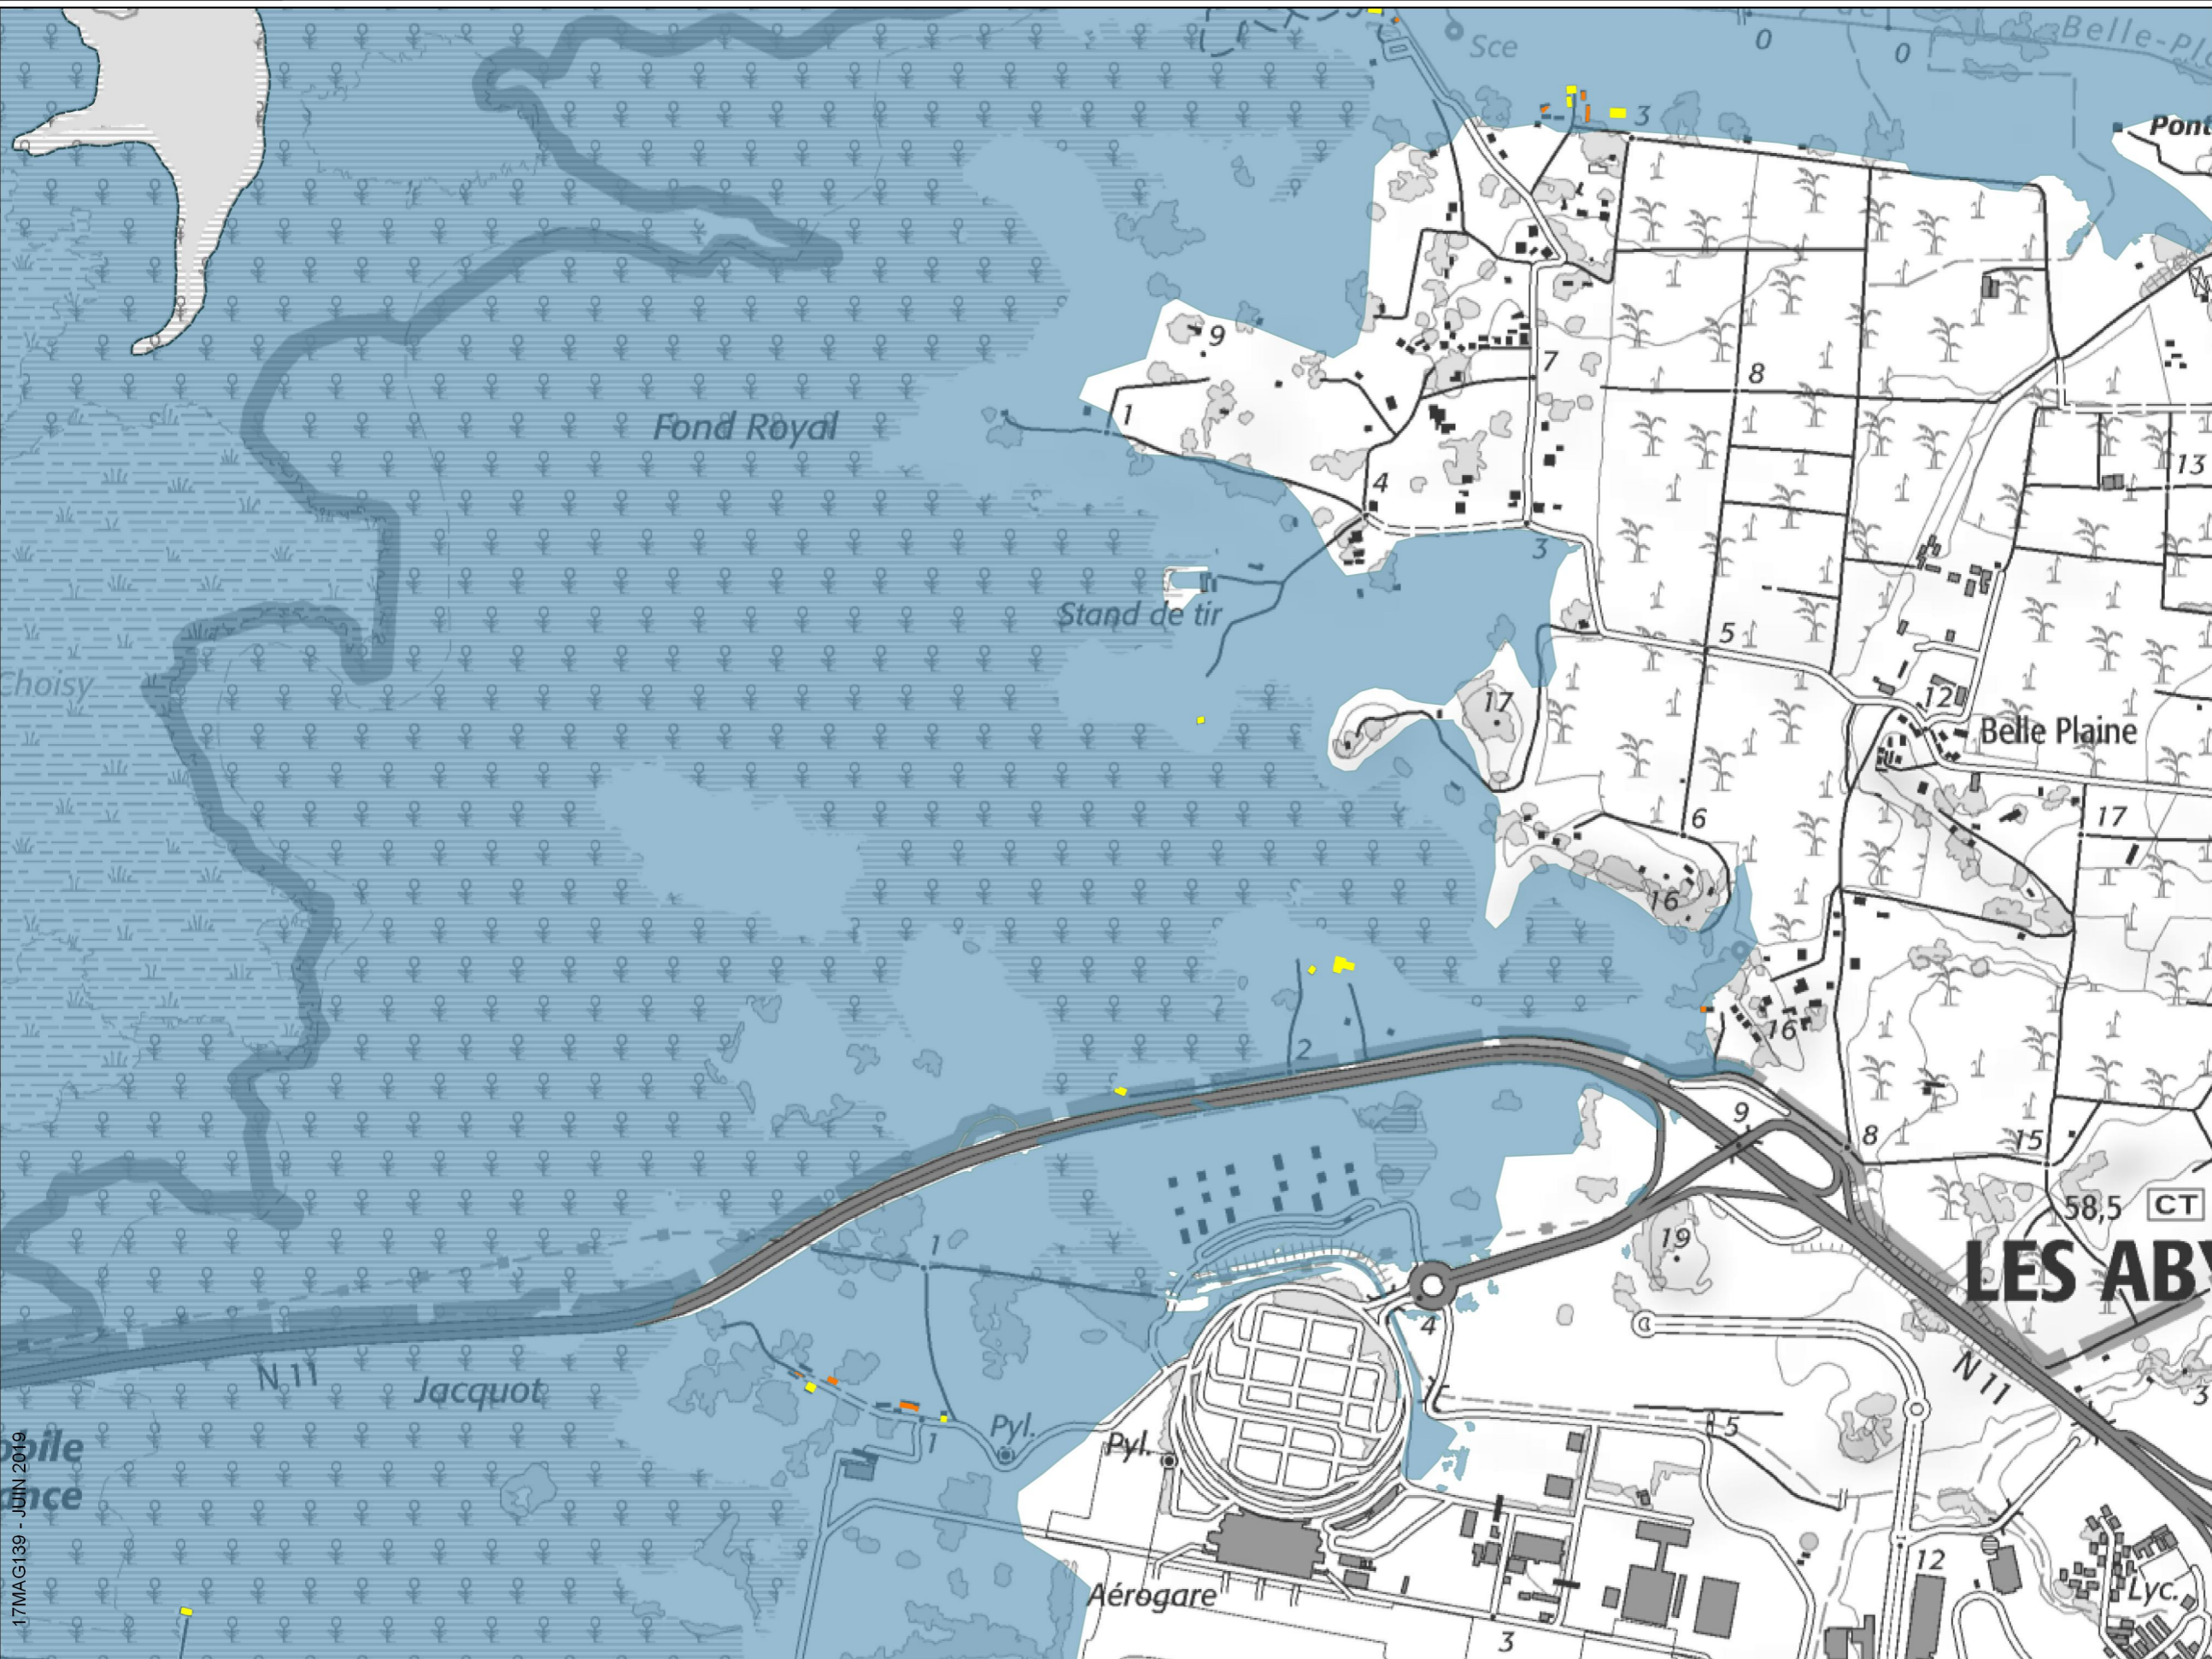 Sce
0
0
Belle-Pl
3
Pont
9
7
8
1
Fond Royal
4
13
3
Stand de tir
5
Choisy
17
12
Belle Plaine
6
17
16
16
2
9
8
15
58,5
CT
1
19
LES AB
4
N 11
N 11
Jacquot
3
5
Pyl.
1
Pyl.
17MAG139 - JUIN 2019
12
Aérogare
Lyc.
3